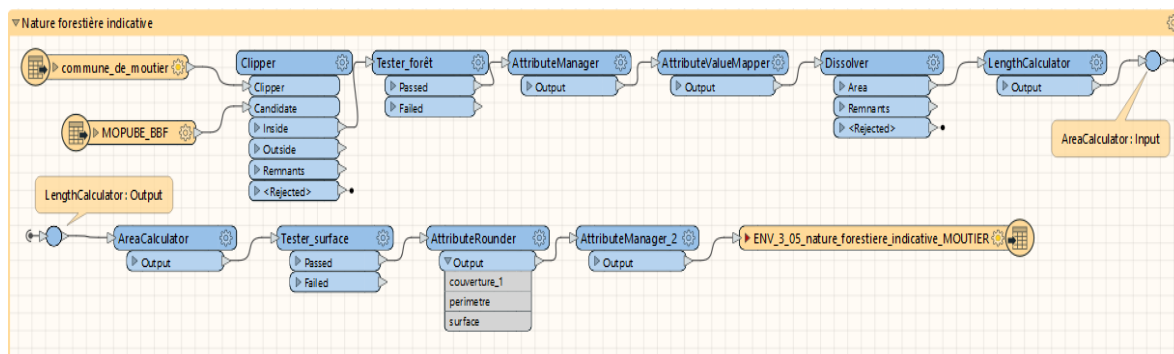 Nature forestière indicative
commune_de_moutier
MOPUBE_BBF
Clipper
Clipper
Candidate
Inside
Outside
Remnants
<Rejected>
Tester_forêt
Passed
Failed
AttributeManager
Output
AttributeValueMapper
Output
Dissolver
Area
Remnants
<Rejected>
LengthCalculator
Output
AreaCalculator : Input
LengthCalculator : Output
AreaCalculator
Output
Tester_surface
Passed
Failed
AttributeRounder
Output
couverture_1
perimetre
surface
AttributeManager_2
Output
ENV_3_05_nature_forestiere_indicative_MOUTIER